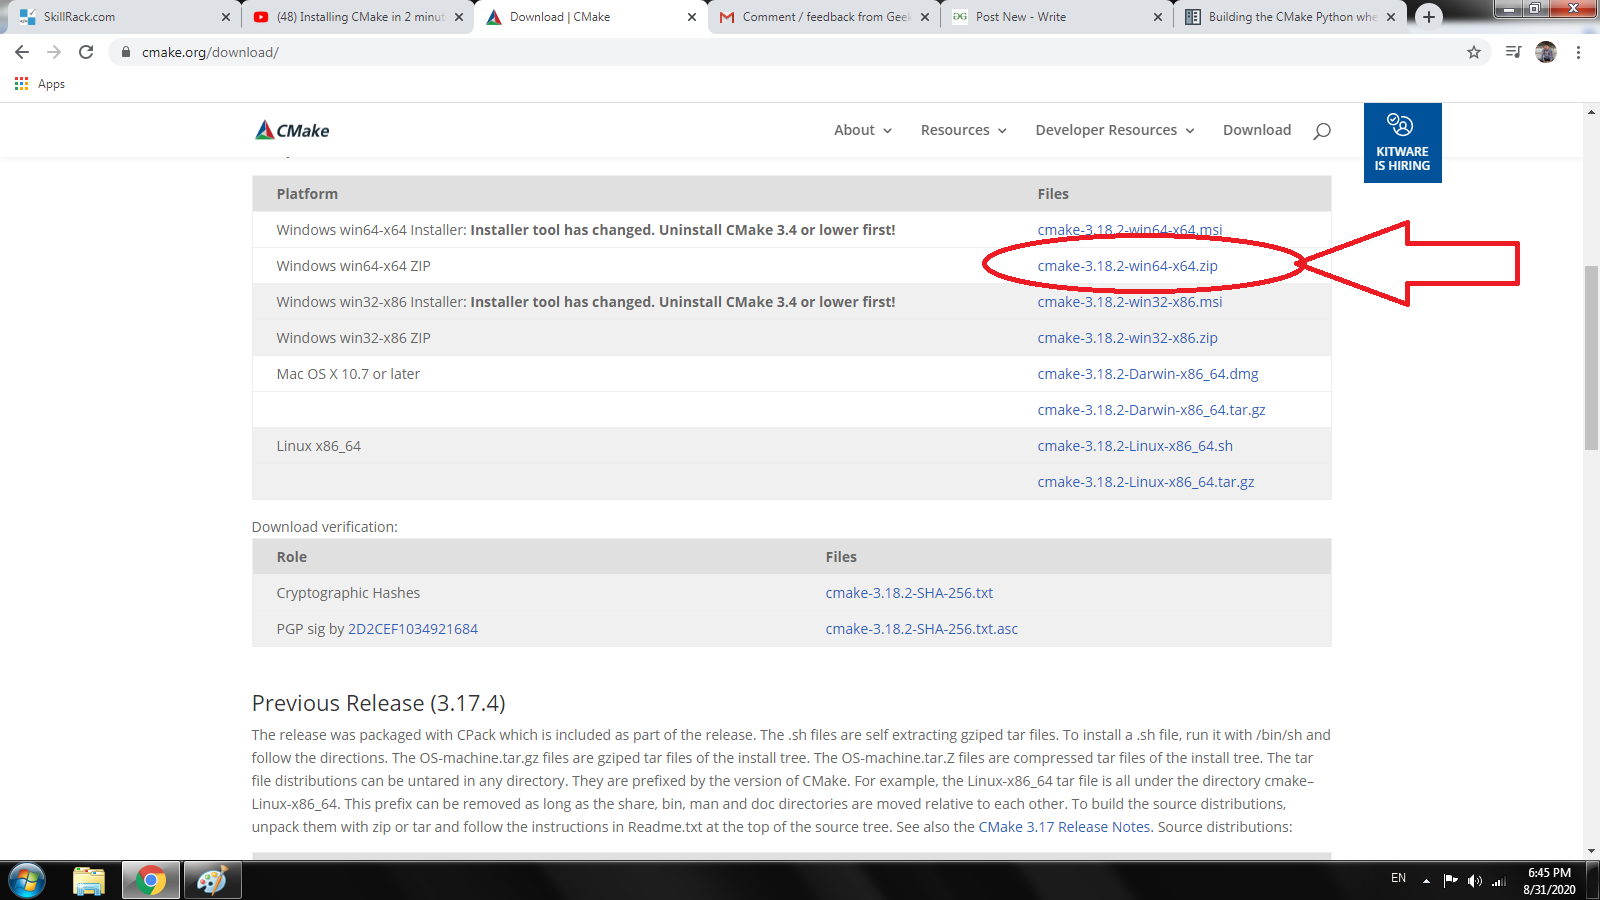 SkillRack.com
(48) Installing CMake in 2 minut
Download | CMake
Comment / feedback from Geek
Post New - Write
Building the CMake Python whe
cmake.org/download/
Apps
CMake
About
Resources
Developer Resources
Download
KITWARE
IS HIRING
Platform Files
Windows win64-x64 Installer: Installer tool has changed. Uninstall CMake 3.4 or lower first! cmake-3.18.2-win64-x64.msi
Windows win64-x64 ZIP cmake-3.18.2-win64-x64.zip
Windows win32-x86 Installer: Installer tool has changed. Uninstall CMake 3.4 or lower first! cmake-3.18.2-win32-x86.msi
Windows win32-x86 ZIP cmake-3.18.2-win32-x86.zip
Mac OS X 10.7 or later cmake-3.18.2-Darwin-x86_64.dmg
cmake-3.18.2-Darwin-x86_64.tar.gz
Linux x86_64 cmake-3.18.2-Linux-x86_64.sh
cmake-3.18.2-Linux-x86_64.tar.gz
Download verification:
Role Files
Cryptographic Hashes cmake-3.18.2-SHA-256.txt
PGP sig by 2D2CEF1034921684 cmake-3.18.2-SHA-256.txt.asc
Previous Release (3.17.4)
The release was packaged with CPack which is included as part of the release. The .sh files are self extracting gziped tar files. To install a .sh file, run it with /bin/sh and
follow the directions. The OS-machine.tar.gz files are gziped tar files of the install tree. The OS-machine.tar.Z files are compressed tar files of the install tree. The tar
file distributions can be untared in any directory. They are prefixed by the version of CMake. For example, the Linux-x86_64 tar file is all under the directory cmake–
Linux-x86_64. This prefix can be removed as long as the share, bin, man and doc directories are moved relative to each other. To build the source distributions,
unpack them with zip or tar and follow the instructions in Readme.txt at the top of the source tree. See also the CMake 3.17 Release Notes. Source distributions:
EN
6:45 PM
8/31/2020